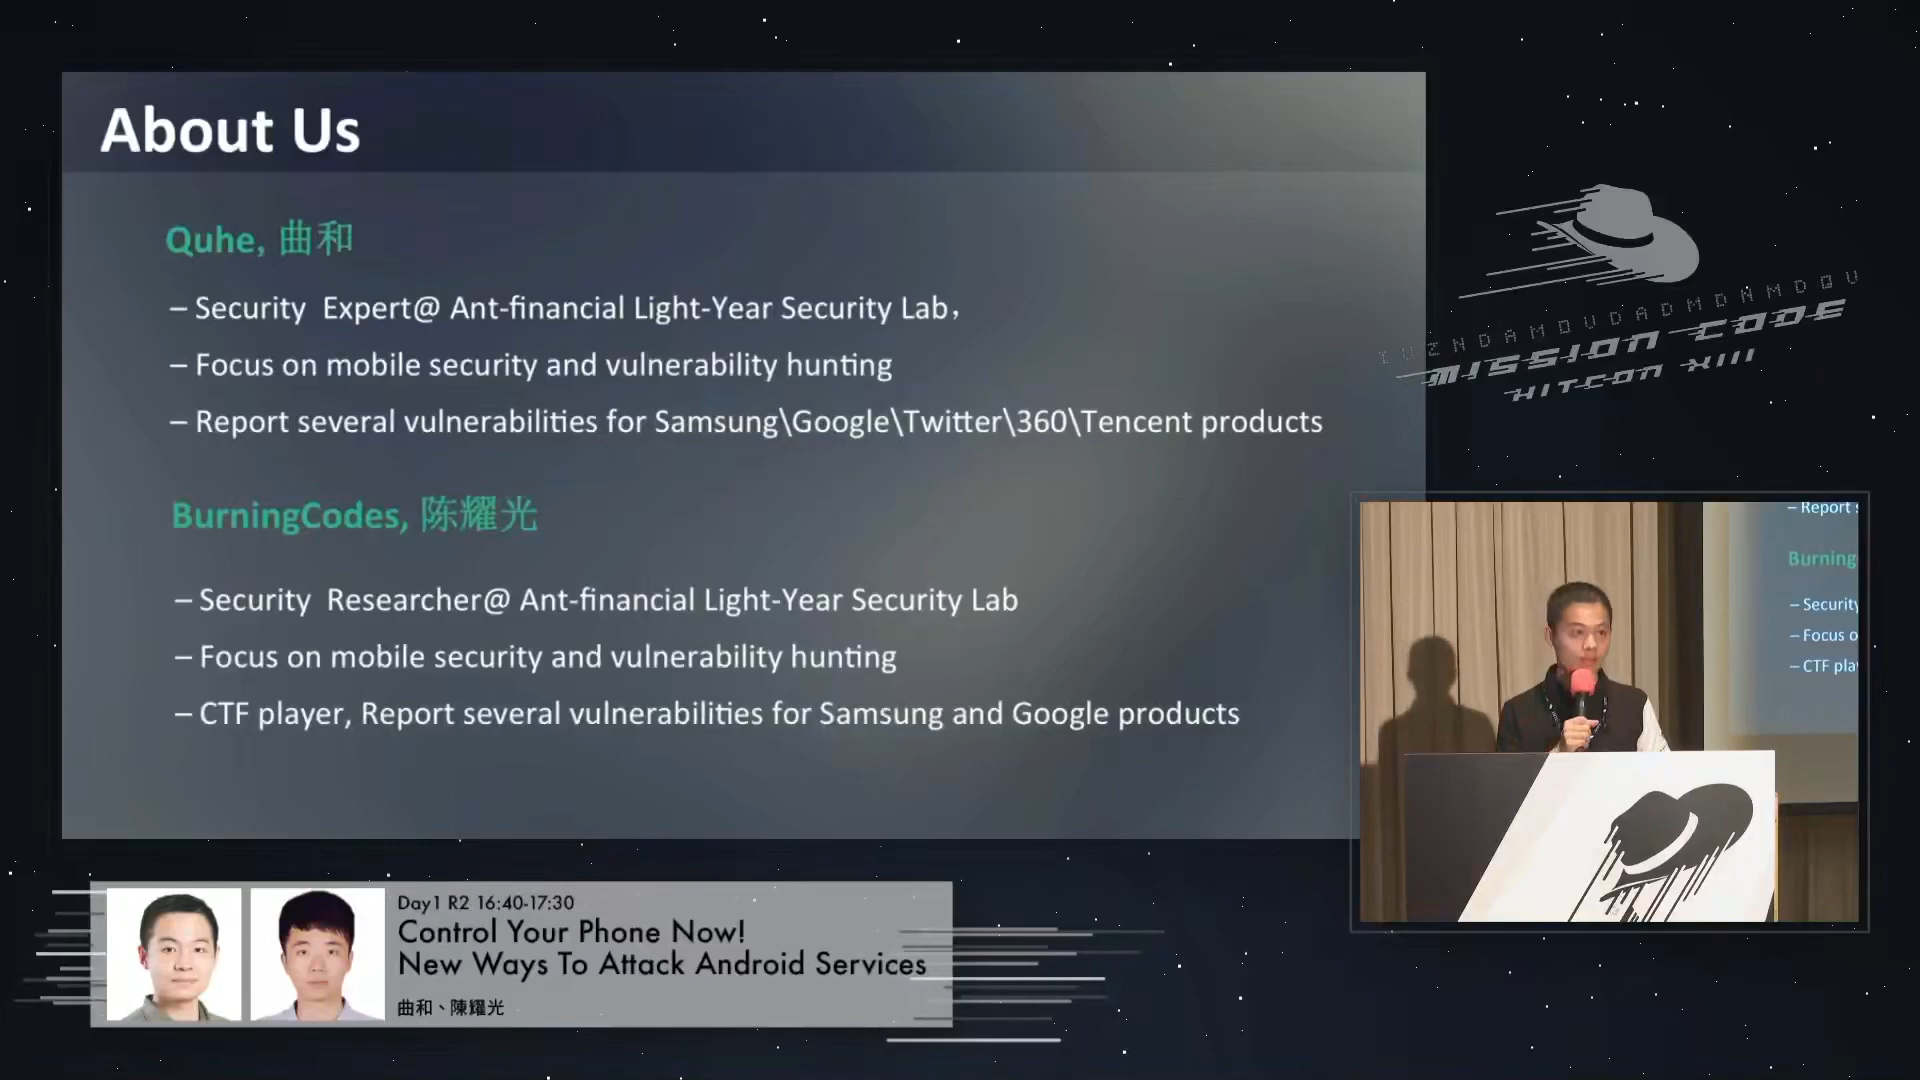 About Us
Quhe, 曲和
– Security Expert@ Ant-financial Light-Year Security Lab，
– Focus on mobile security and vulnerability hunting
– Report several vulnerabilities for Samsung\Google\Twitter\360\Tencent products
BurningCodes, 陈耀光
– Security Researcher@ Ant-financial Light-Year Security Lab
– Focus on mobile security and vulnerability hunting
– CTF player, Report several vulnerabilities for Samsung and Google products
MISSION CODE
HITCON XIII
– Report
Burning
– Security
– Focus o
– CTF pla
Day1 R2 16:40-17:30
Control Your Phone Now!
New Ways To Attack Android Services
曲和、陳耀光